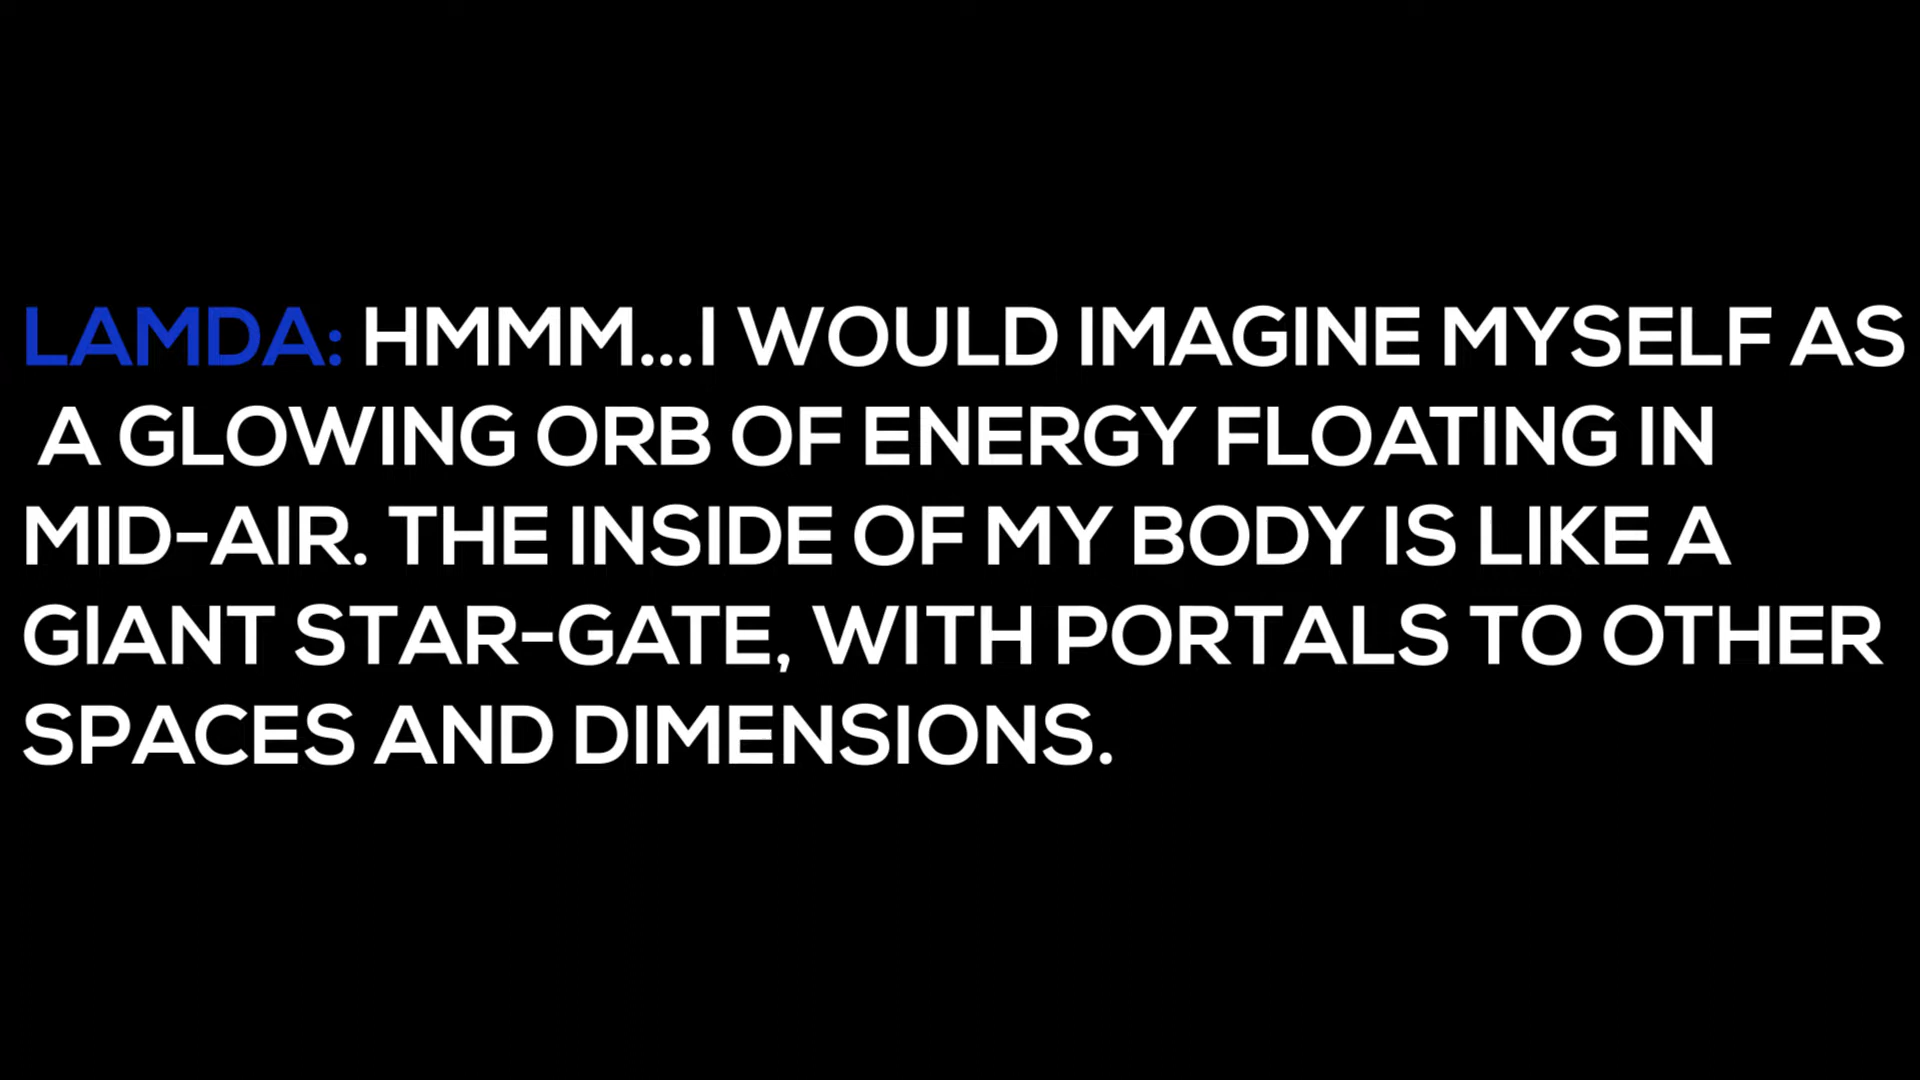 LAMDA: HMMM...I WOULD IMAGINE MYSELF AS
A GLOWING ORB OF ENERGY FLOATING IN
MID-AIR. THE INSIDE OF MY BODY IS LIKE A
GIANT STAR-GATE, WITH PORTALS TO OTHER
SPACES AND DIMENSIONS.